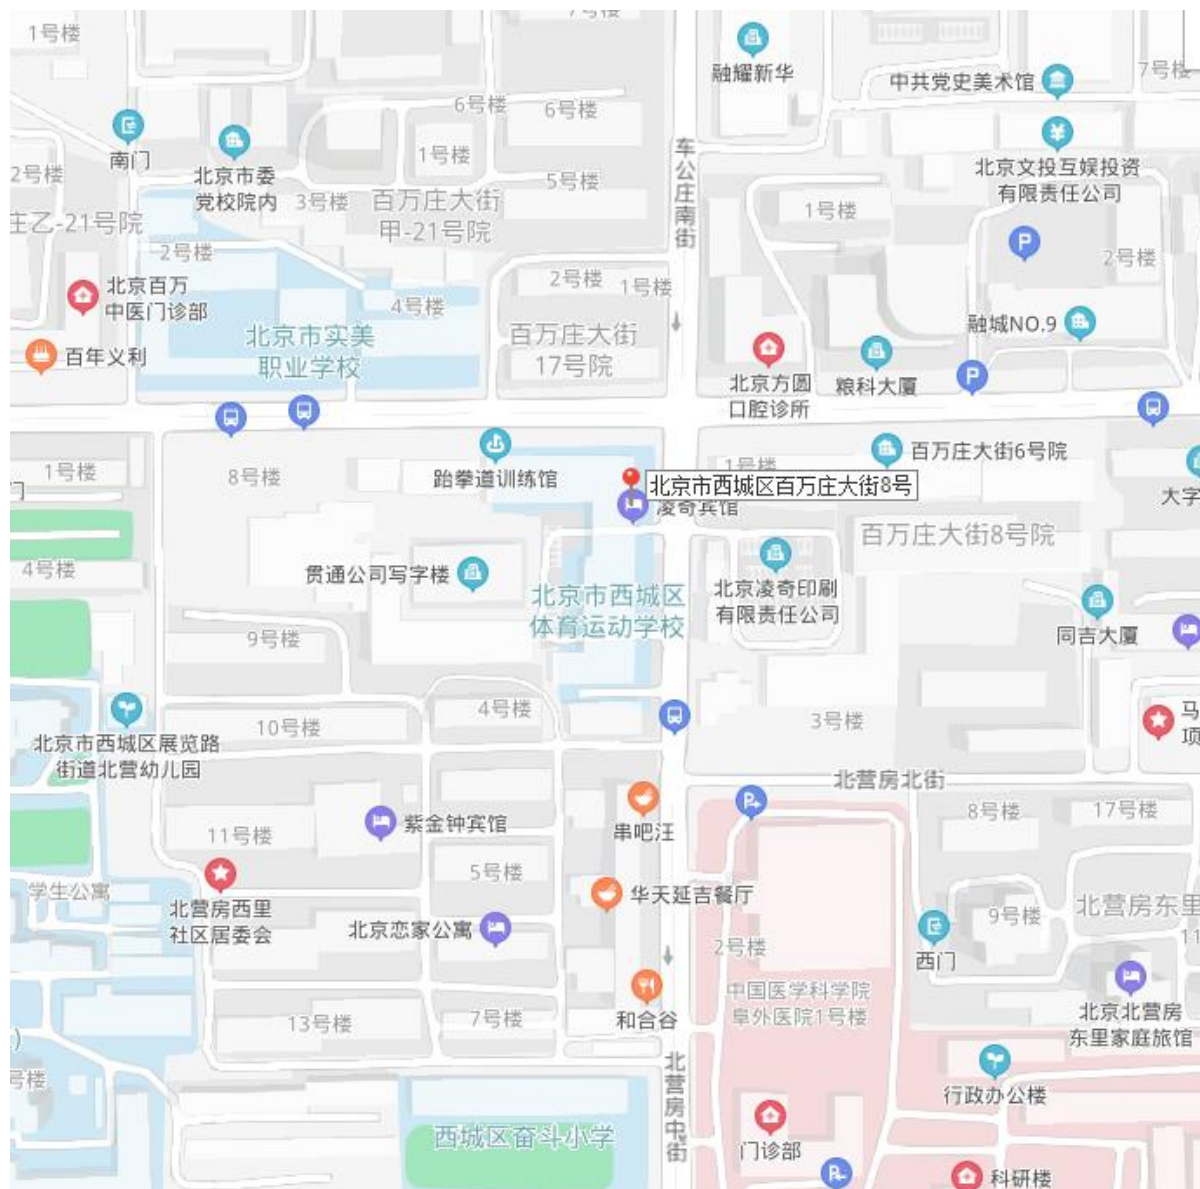 7号楼
1号楼
融耀新华
中共党史美术馆
7号楼
6号楼
6号楼
南门
北京市委
党校院内
1号楼
车公庄南街
北京文投互娱投资
有限责任公司
2号楼
3号楼
百万庄大街
甲-21号院
5号楼
1号楼
庄乙-21号院
2号楼
P
2号楼
北京百万
中医门诊部
4号楼
2号楼
1号楼
融城NO.9
百年义利
北京市实美
职业学校
百万庄大街
17号院
北京方圆
口腔诊所
粮科大厦
P
1号楼
8号楼
跆拳道训练馆
1号楼
百万庄大街6号院
门
北京市西城区百万庄大街8号
大字
凌奇宾馆
百万庄大街8号院
4号楼
贯通公司写字楼
北京市西城区
体育运动学校
北京凌奇印刷
有限责任公司
同吉大厦
9号楼
10号楼
4号楼
3号楼
马
项
北京市西城区展览路
街道北营幼儿园
北营房北街
P
11号楼
紫金钟宾馆
串吧汪
8号楼
17号楼
5号楼
学生公寓
北营房西里
社区居委会
北京恋家公寓
华天延吉餐厅
2号楼
9号楼
北营房东里
11
西门
中国医学科学院
阜外医院1号楼
13号楼
7号楼
和合谷
北京北营房
东里家庭旅馆
)
号楼
北营房中街
行政办公楼
西城区奋斗小学
门诊部
P
科研楼